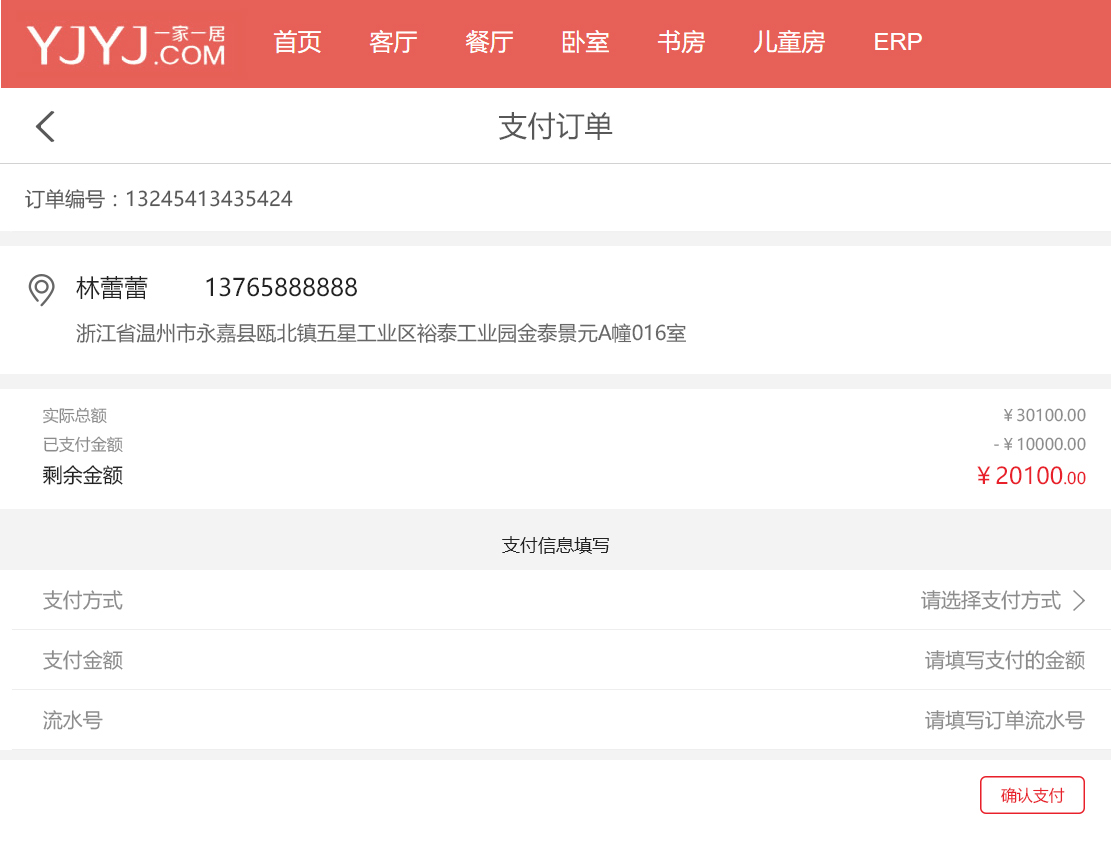 YJYJ一家一居.COM 首页 客厅 餐厅 卧室 书房 儿童房 ERP
支付订单
订单编号：13245413435424
林蕾蕾 13765888888
浙江省温州市永嘉县瓯北镇五星工业区裕泰工业园金泰景元A幢016室
实际总额 ¥30100.00
已支付金额 -¥10000.00
剩余金额 ¥20100.00
支付信息填写
支付方式 请选择支付方式
支付金额 请填写支付的金额
流水号 请填写订单流水号
确认支付